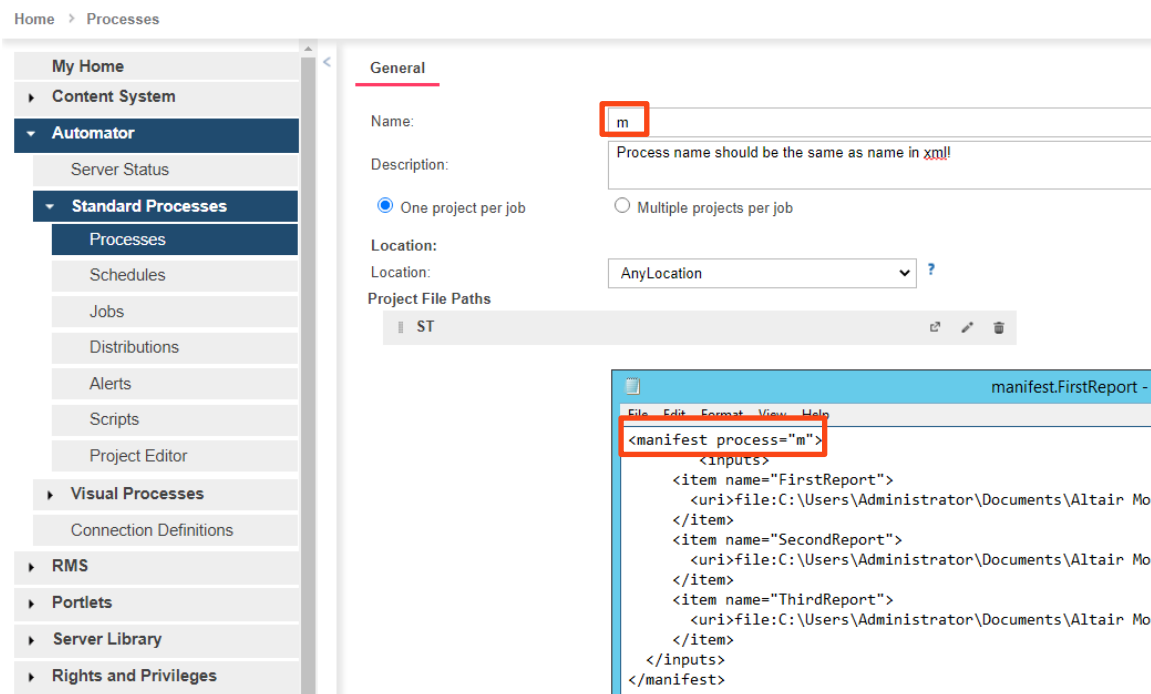 Home > Processes
My Home
Content System
Automator
Server Status
Standard Processes
Processes
Schedules
Jobs
Distributions
Alerts
Scripts
Project Editor
Visual Processes
Connection Definitions
RMS
Portlets
Server Library
Rights and Privileges
<
General
Name:
m
Description:
Process name should be the same as name in xml!
One project per job
Multiple projects per job
Location:
Location:
AnyLocation
?
Project File Paths
ST
manifest.FirstReport -
File Edit Format View Help
<manifest process="m">
<inputs>
<item name="FirstReport">
<uri>file:C:\Users\Administrator\Documents\Altair Mo
</item>
<item name="SecondReport">
<uri>file:C:\Users\Administrator\Documents\Altair Mo
</item>
<item name="ThirdReport">
<uri>file:C:\Users\Administrator\Documents\Altair Mo
</item>
</inputs>
</manifest>